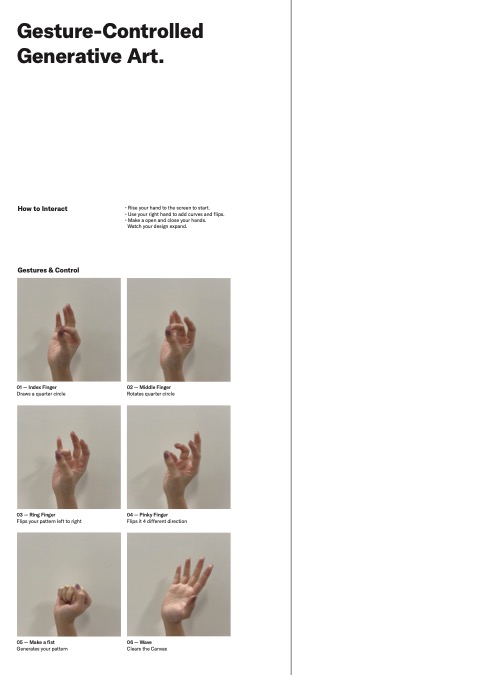 Gesture-Controlled
Generative Art.
How to Interact
- Rise your hand to the screen to start.
- Use your right hand to add curves and flips.
- Make a open and close your hands.
Watch your design expand.
Gestures & Control
01 — Index Finger
Draws a quarter circle
02 — Middle Finger
Rotates quarter circle
03 — Ring Finger
Flips your pattern left to right
04 — Pinky Finger
Flips it 4 different direction
05 — Make a fist
Generates your pattern
06 — Wave
Clears the Canvas